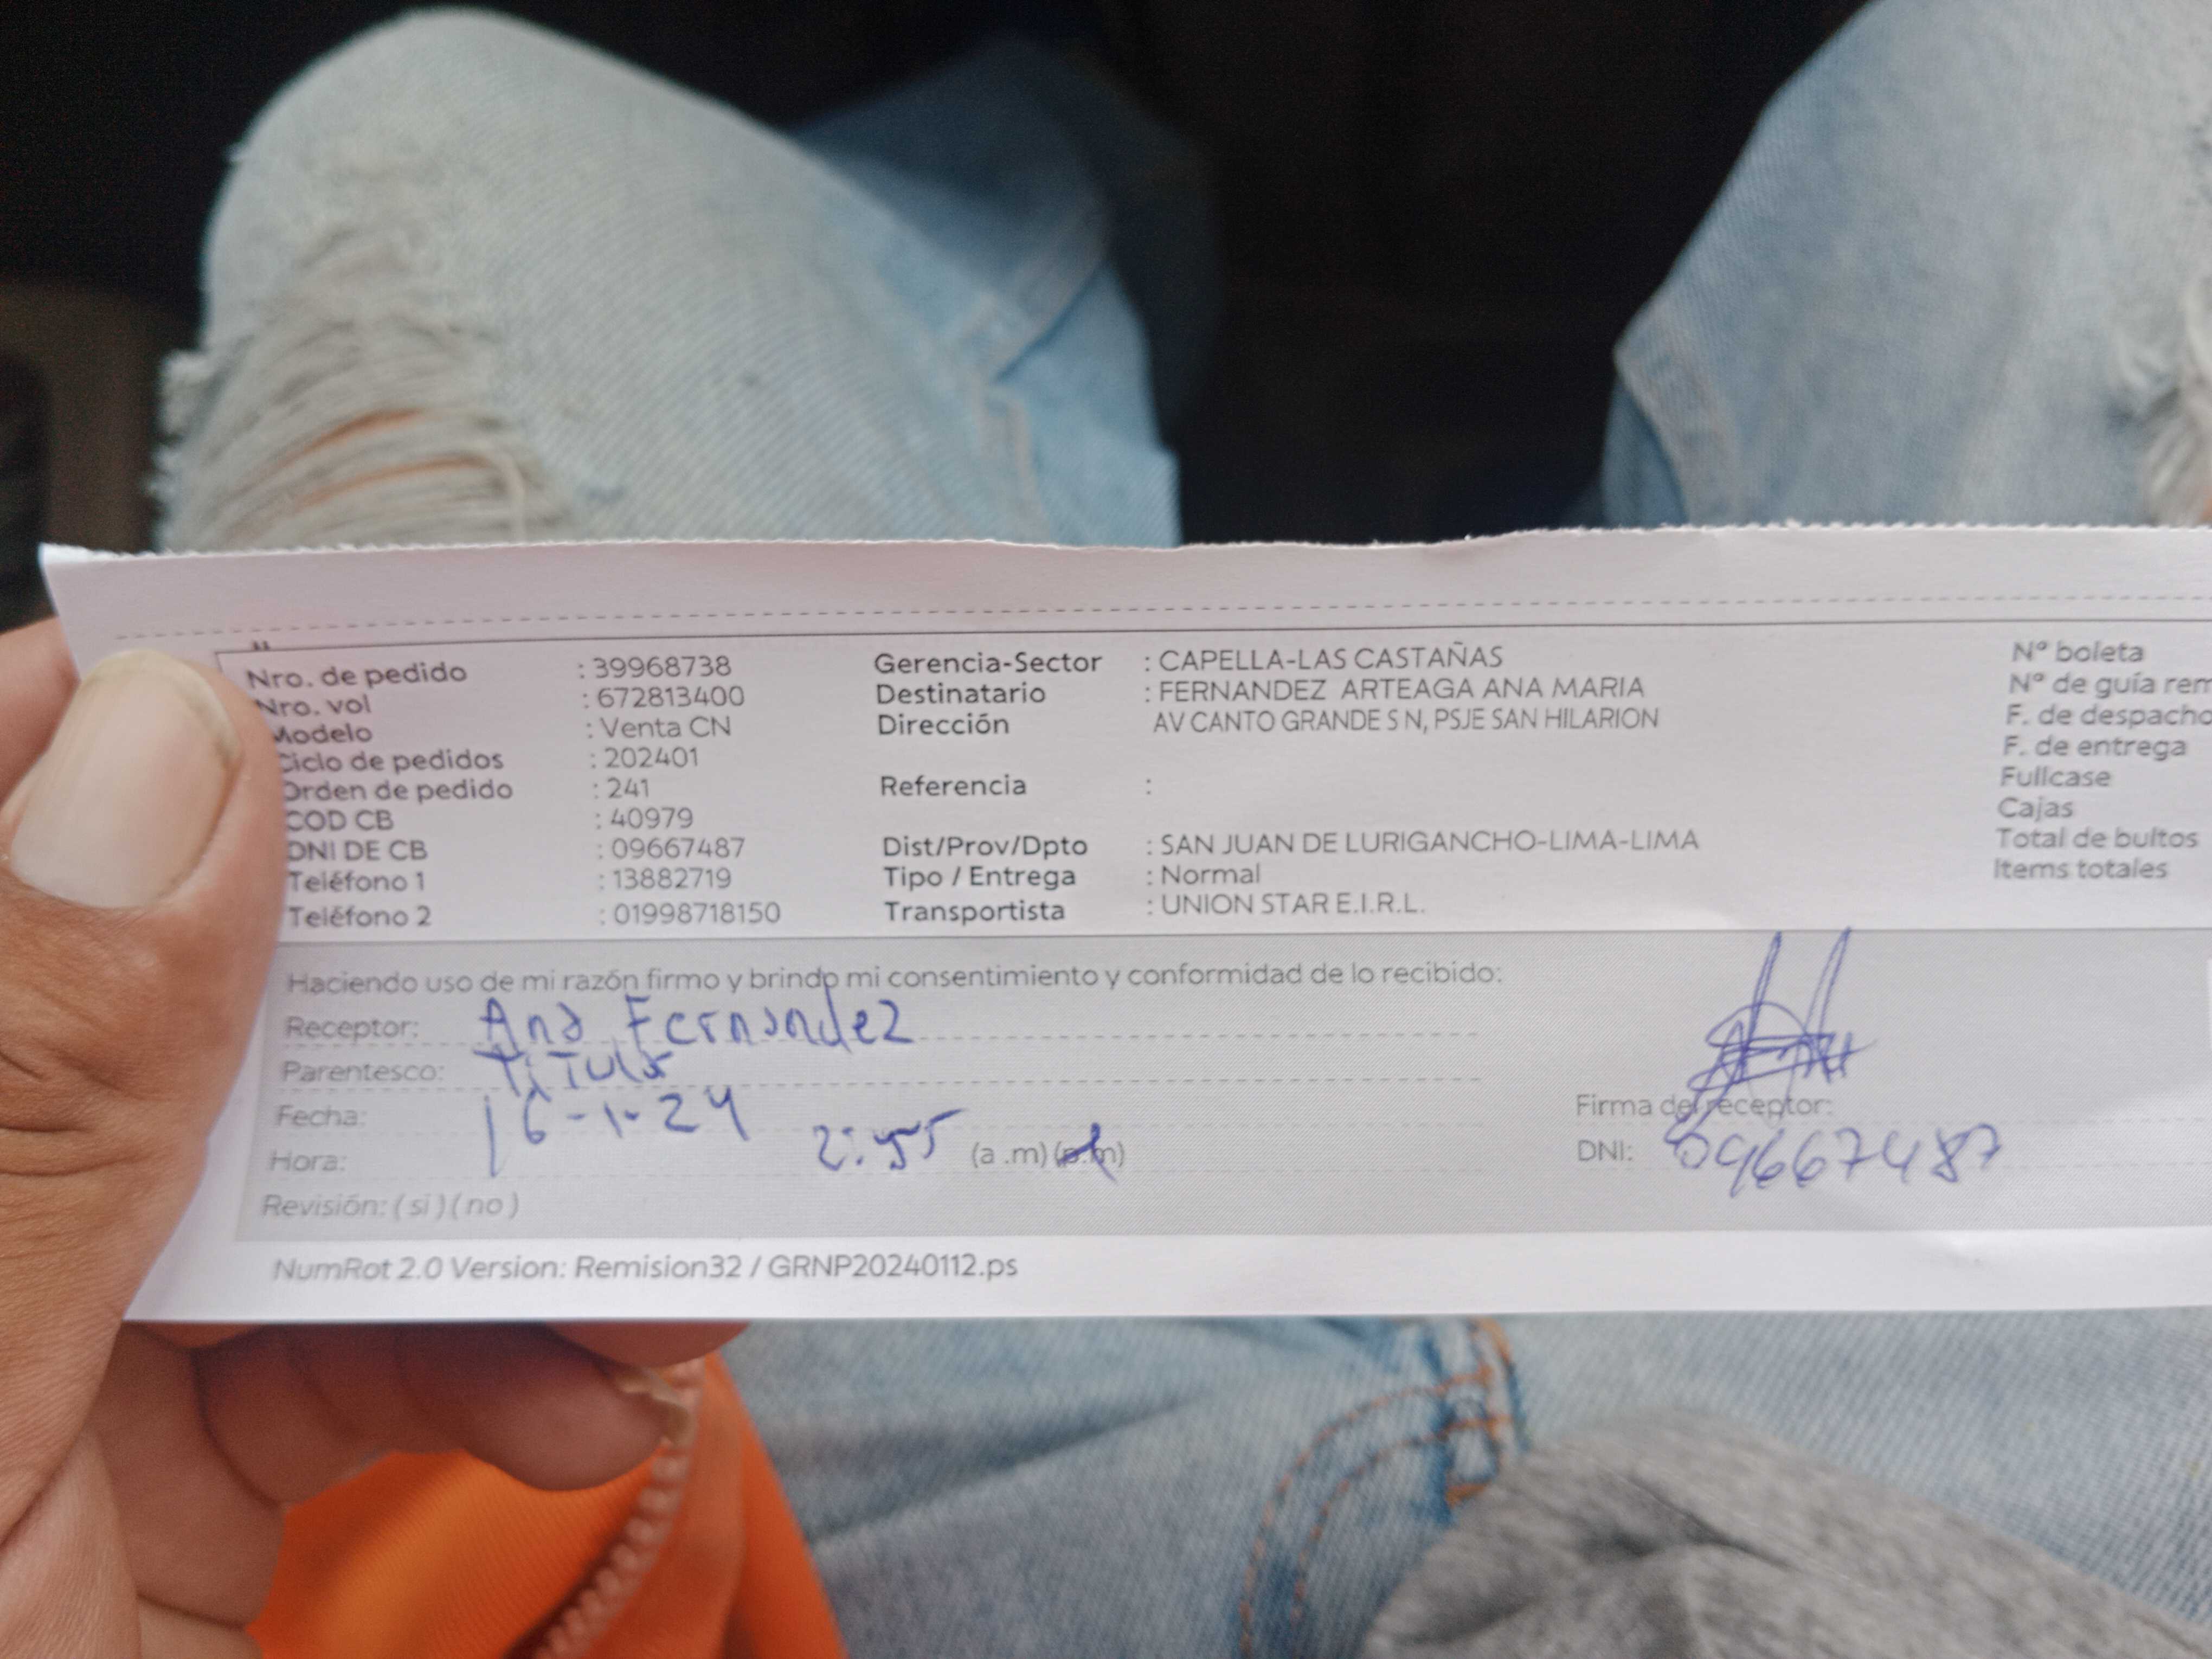 Nro. de pedido : 39968738 Gerencia-Sector : CAPELLA-LAS CASTAÑAS N° boleta
Nro. vol : 672813400 Destinatario : FERNANDEZ ARTEAGA ANA MARIA N° de guía rem
Modelo : Venta CN Dirección AV CANTO GRANDE S N, PSJE SAN HILARION F. de despacho
Ciclo de pedidos : 202401 F. de entrega
Orden de pedido : 241 Referencia : Fullcase
COD CB : 40979 Cajas
DNI DE CB : 09667487 Dist/Prov/Dpto : SAN JUAN DE LURIGANCHO-LIMA-LIMA Total de bultos
Teléfono 1 : 13882719 Tipo / Entrega : Normal Items totales
Teléfono 2 : 01998718150 Transportista : UNION STAR E.I.R.L.
Haciendo uso de mi razón firmo y brindo mi consentimiento y conformidad de lo recibido:
Receptor: Ana Fernandez
Parentesco:
Fecha: 16-1-24 Firma del receptor:
Hora: 2:55 (a .m) (p.m) DNI: 09667487
Revisión: ( si ) ( no )
NumRot 2.0 Version: Remision32 / GRNP20240112.ps